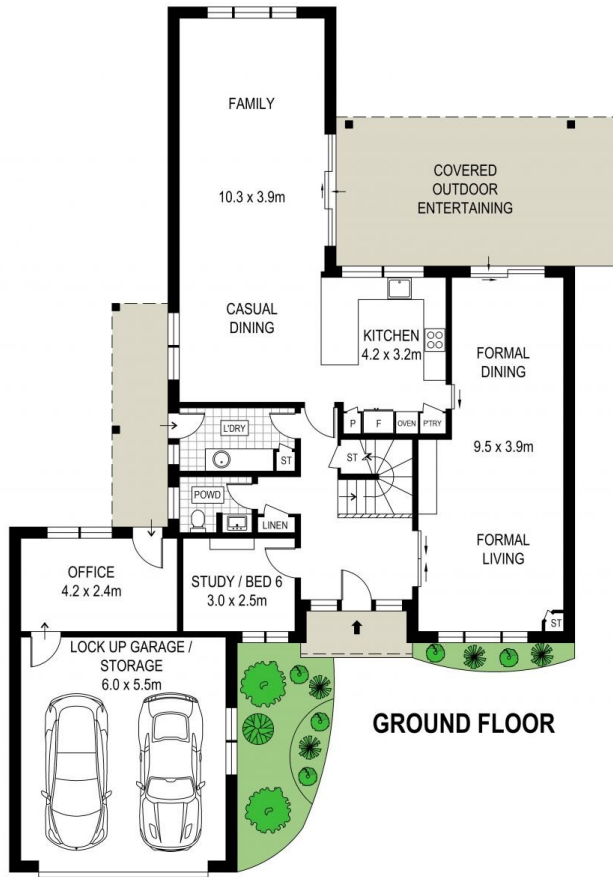 FAMILY
10.3 x 3.9m
CASUAL
DINING
COVERED
OUTDOOR
ENTERTAINING
KITCHEN
4.2 x 3.2m
FORMAL
DINING
9.5 x 3.9m
FORMAL
LIVING
P
F
OVEN
P'TRY
L'DRY
ST
ST
POWD
LINEN
OFFICE
4.2 x 2.4m
STUDY / BED 6
3.0 x 2.5m
ST
LOCK UP GARAGE /
STORAGE
6.0 x 5.5m
GROUND FLOOR